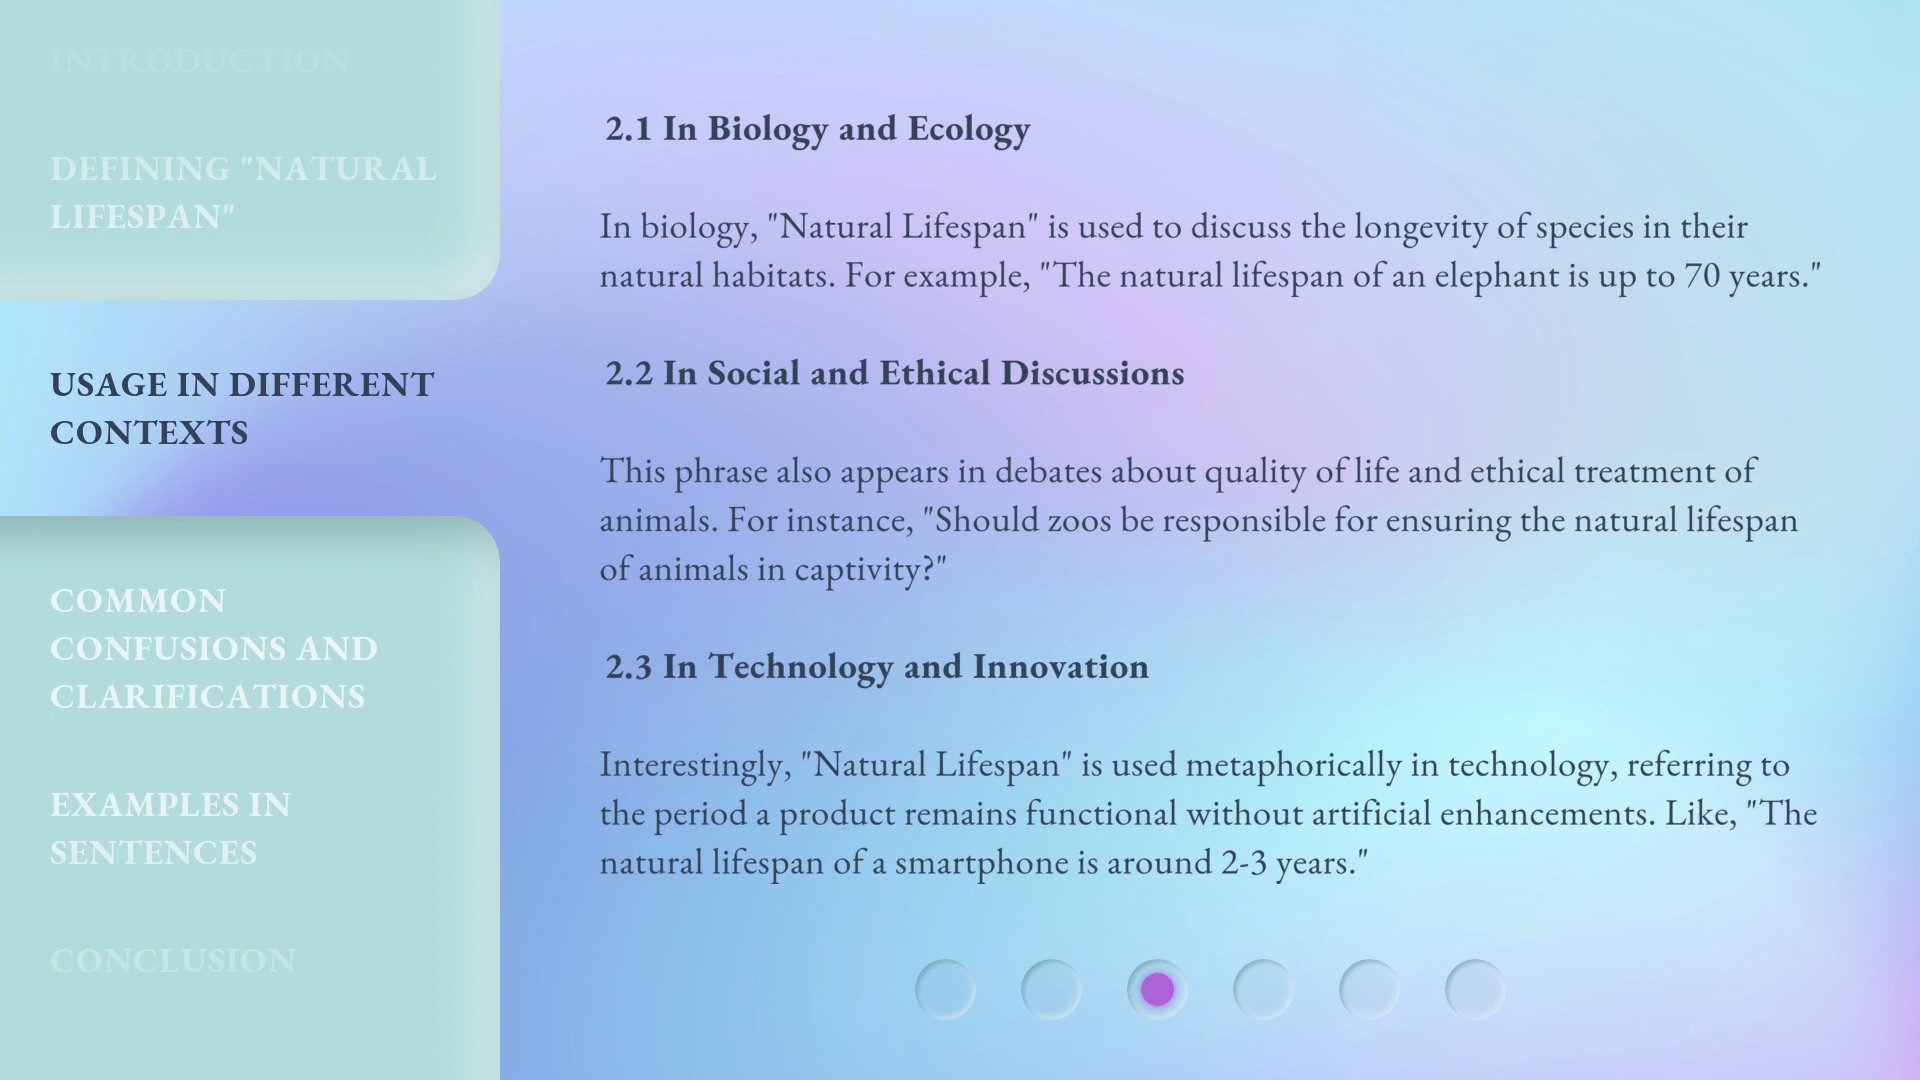 INTRODUCTION
DEFINING "NATURAL
LIFESPAN"
USAGE IN DIFFERENT
CONTEXTS
COMMON
CONFUSIONS AND
CLARIFICATIONS
EXAMPLES IN
SENTENCES
CONCLUSION
2.1 In Biology and Ecology
In biology, "Natural Lifespan" is used to discuss the longevity of species in their
natural habitats. For example, "The natural lifespan of an elephant is up to 70 years."
2.2 In Social and Ethical Discussions
This phrase also appears in debates about quality of life and ethical treatment of
animals. For instance, "Should zoos be responsible for ensuring the natural lifespan
of animals in captivity?"
2.3 In Technology and Innovation
Interestingly, "Natural Lifespan" is used metaphorically in technology, referring to
the period a product remains functional without artificial enhancements. Like, "The
natural lifespan of a smartphone is around 2-3 years."